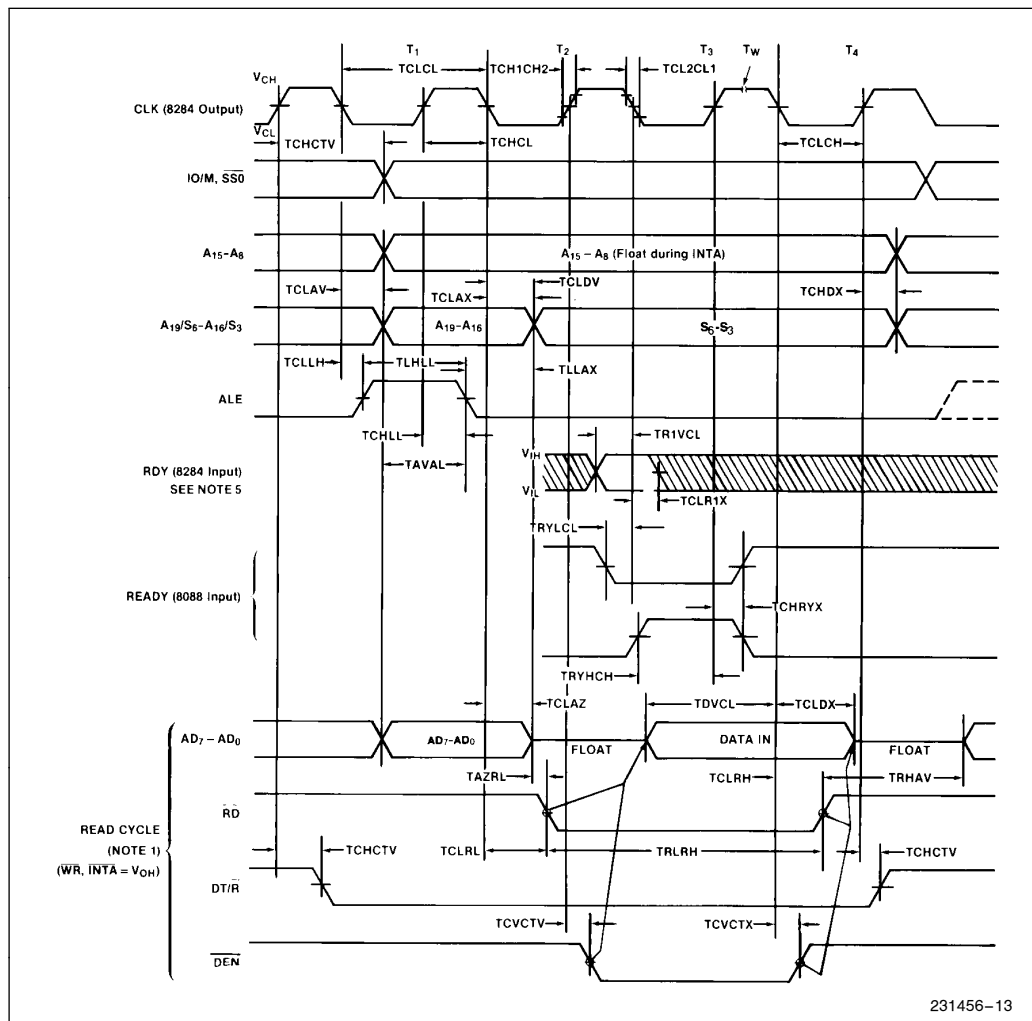 T1 T2 T3 TW T4
TCLCL TCH1CH2 TCL2CL1
VCH
CLK (8284 Output)
VCL
TCHCTV TCHCL TCLCH
IO/M, SS0
A15–A8 A15–A8 (Float during INTA)
TCLDV
TCLAV TCLAX TCHDX
A19/S6–A16/S3 A19–A16 S6–S3
TCLLH TLHLL TLLAX
ALE
TCHLL TR1VCL
TAVAL VIH
RDY (8284 Input)
SEE NOTE 5 VIL
TCLR1X
TRYLCL
READY (8088 Input) TCHRYX
TRYHCH
TCLAZ TDVCL TCLDX
AD7–AD0 AD7–AD0 FLOAT DATA IN FLOAT
TAZRL TCLRH TRHAV
RD
READ CYCLE
(NOTE 1)
(WR, INTA = VOH)
TCHCTV TCLRL TRLRH TCHCTV
DT/R
TCVCTV TCVCTX
DEN
231456–13